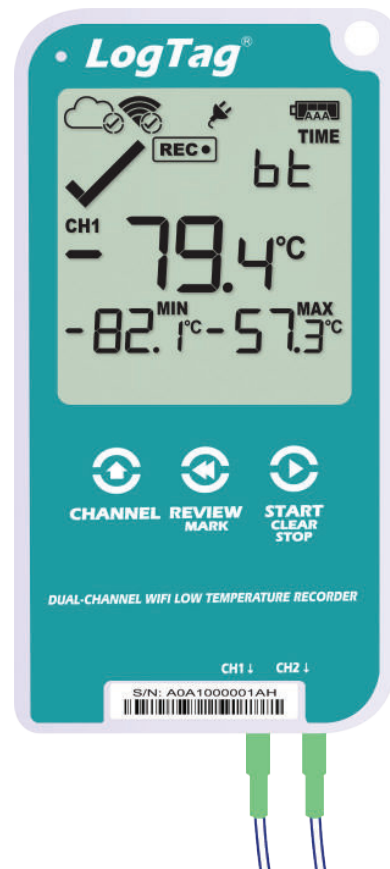 LogTag®
AAA
TIME
REC
bt
CH1
-79.4°C
MIN MAX
-82.1°C -57.3°C
CHANNEL REVIEW START
MARK CLEAR
STOP
DUAL-CHANNEL WIFI LOW TEMPERATURE RECORDER
CH1↓ CH2↓
S/N: A0A1000001AH